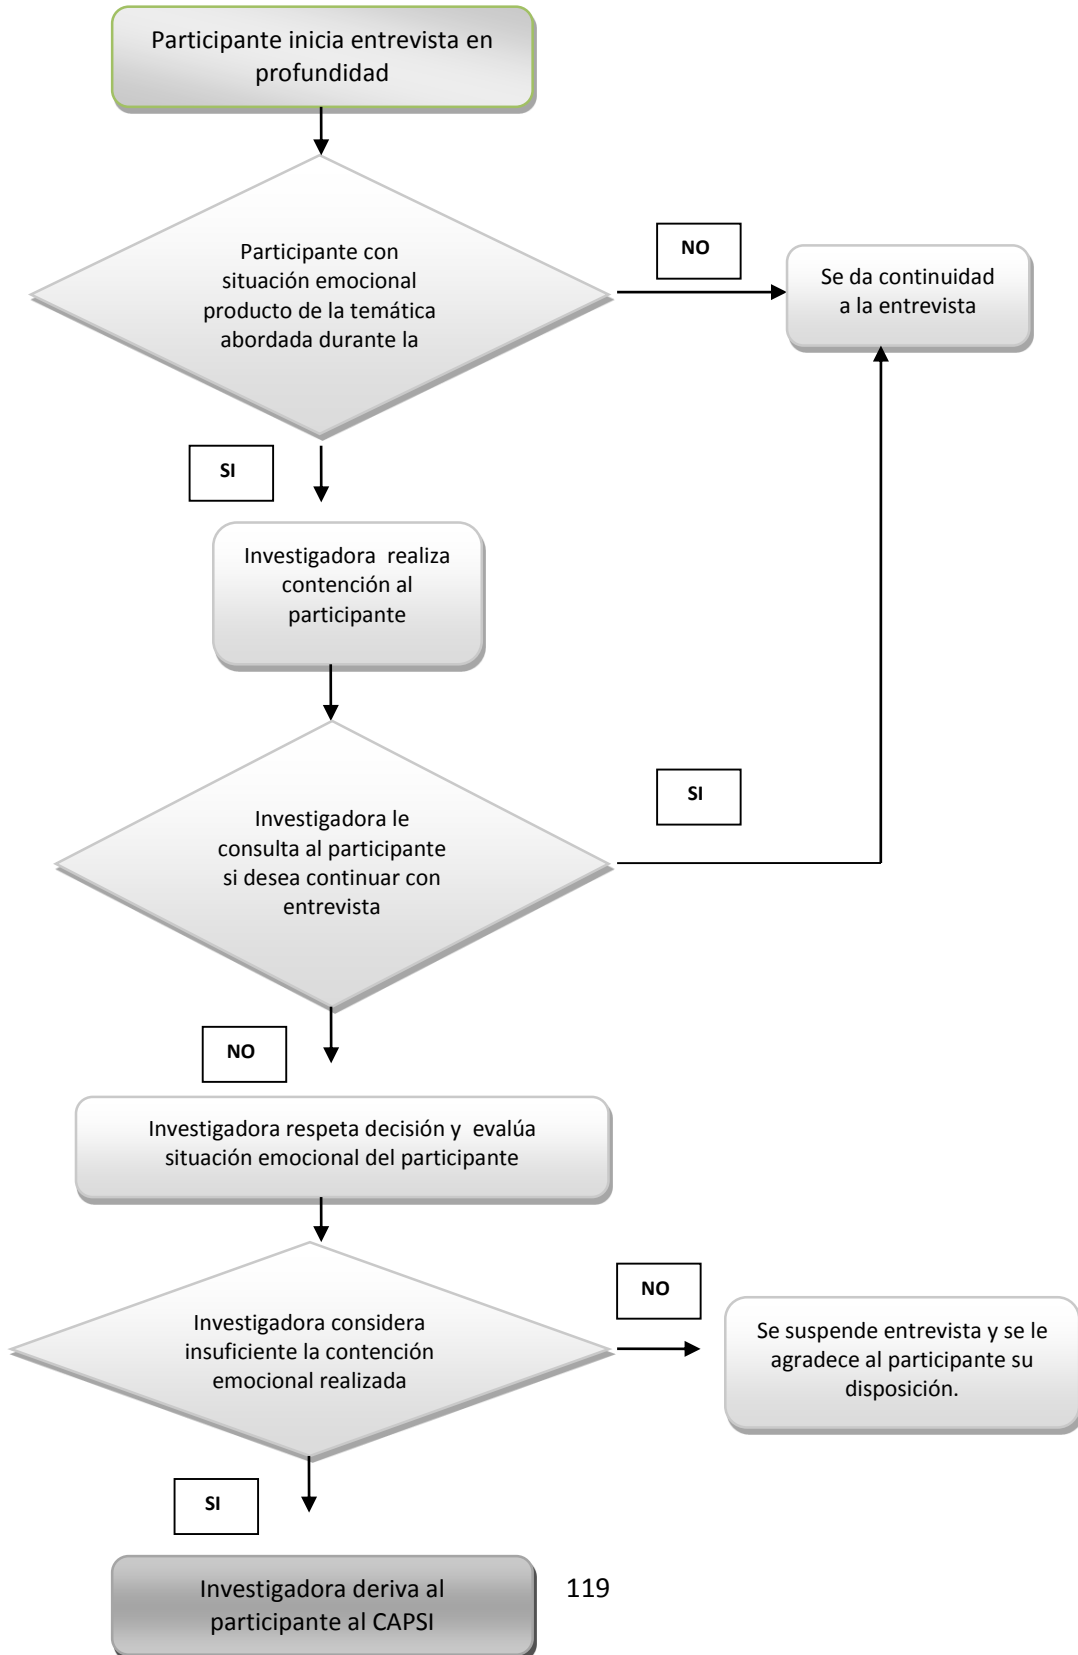 Participante inicia entrevista en
profundidad
Participante con
situación emocional
producto de la temática
abordada durante la
NO
Se da continuidad
a la entrevista
SI
Investigadora realiza
contención al
participante
Investigadora le
consulta al participante
si desea continuar con
entrevista
SI
NO
Investigadora respeta decisión y evalúa
situación emocional del participante
Investigadora considera
insuficiente la contención
emocional realizada
NO
Se suspende entrevista y se le
agradece al participante su
disposición.
SI
Investigadora deriva al
participante al CAPSI
119